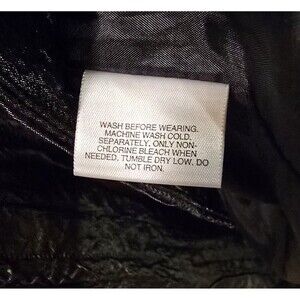 WASH BEFORE WEARING.
MACHINE WASH COLD.
SEPARATELY, ONLY NON-
CHLORINE BLEACH WHEN
NEEDED. TUMBLE DRY LOW. DO
NOT IRON.